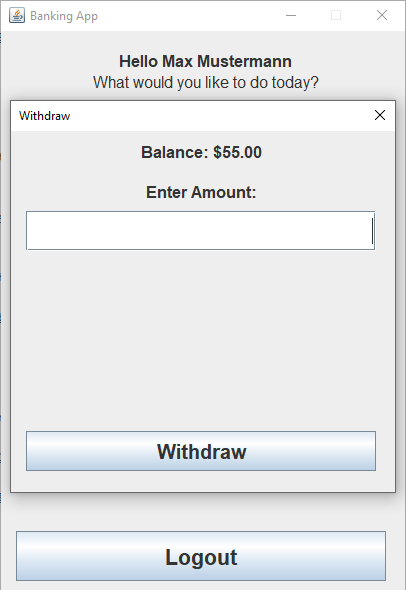 Banking App
Hello Max Mustermann
What would you like to do today?
Withdraw
Balance: $55.00
Enter Amount:
Withdraw
Logout